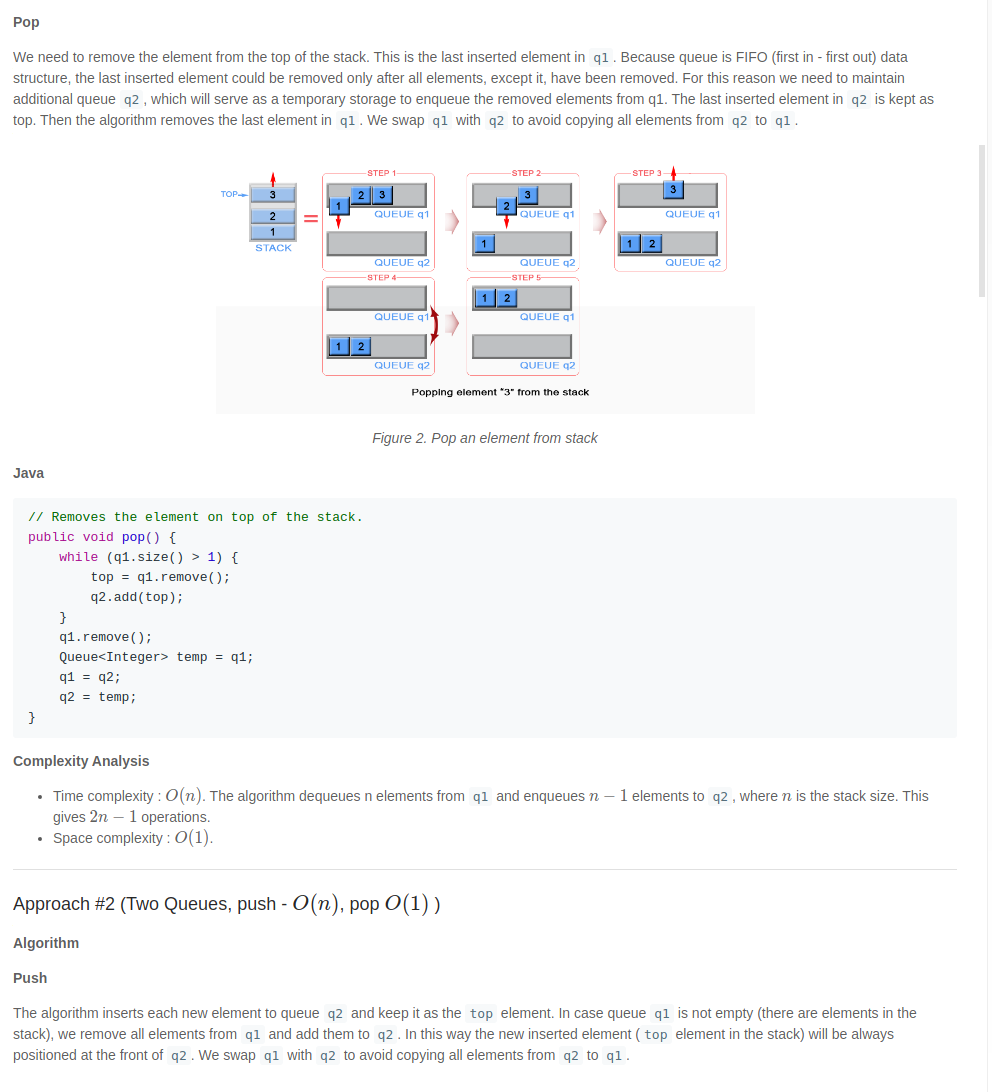 Pop
We need to remove the element from the top of the stack. This is the last inserted element in q1 . Because queue is FIFO (first in - first out) data
structure, the last inserted element could be removed only after all elements, except it, have been removed. For this reason we need to maintain
additional queue q2 , which will serve as a temporary storage to enqueue the removed elements from q1. The last inserted element in q2 is kept as
top. Then the algorithm removes the last element in q1 . We swap q1 with q2 to avoid copying all elements from q2 to q1 .
TOP
3
2
1
STACK
=
STEP 1
1 2 3
QUEUE q1
QUEUE q2
STEP 2
2 3
QUEUE q1
1
QUEUE q2
STEP 3
3
QUEUE q1
1 2
QUEUE q2
STEP 4
QUEUE q1
1 2
QUEUE q2
STEP 5
1 2
QUEUE q1
QUEUE q2
Popping element "3" from the stack
Figure 2. Pop an element from stack
Java
// Removes the element on top of the stack.
public void pop() {
    while (q1.size() > 1) {
        top = q1.remove();
        q2.add(top);
    }
    q1.remove();
    Queue<Integer> temp = q1;
    q1 = q2;
    q2 = temp;
}
Complexity Analysis
• Time complexity : O(n). The algorithm dequeues n elements from q1 and enqueues n − 1 elements to q2 , where n is the stack size. This
gives 2n − 1 operations.
• Space complexity : O(1).
Approach #2 (Two Queues, push - O(n), pop O(1) )
Algorithm
Push
The algorithm inserts each new element to queue q2 and keep it as the top element. In case queue q1 is not empty (there are elements in the
stack), we remove all elements from q1 and add them to q2 . In this way the new inserted element ( top element in the stack) will be always
positioned at the front of q2 . We swap q1 with q2 to avoid copying all elements from q2 to q1 .